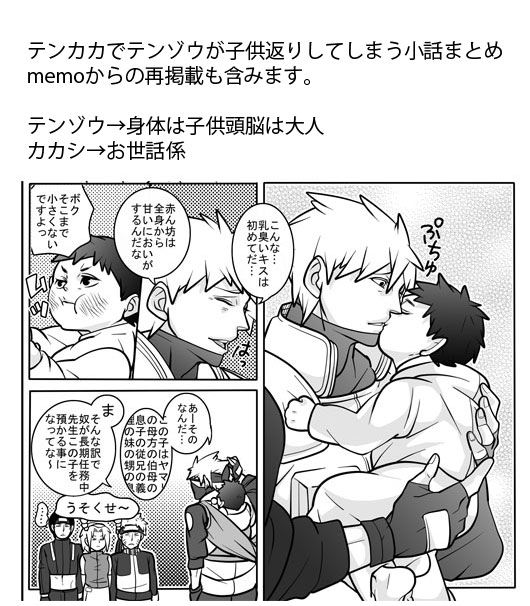 テンカカでテンゾウが子供返りしてしまう小話まとめ
memoからの再掲載も含みます。
テンゾウ→身体は子供頭脳は大人
カカシ→お世話係
ぷちゅ
こんな…
乳臭いキスは
初めてだ…
赤ん坊は
全身から
甘いにおいが
するんだな
ボク
そこまで
小さくない
ですよっ
あーその
なんだ…
この子はヤマ
の母方の伯母の
息子の従兄の義
理の妹の甥の息
ま
そんな訳で
奴が長期任務中
先生この子を
預かる事に
なってな～
うそくせ～